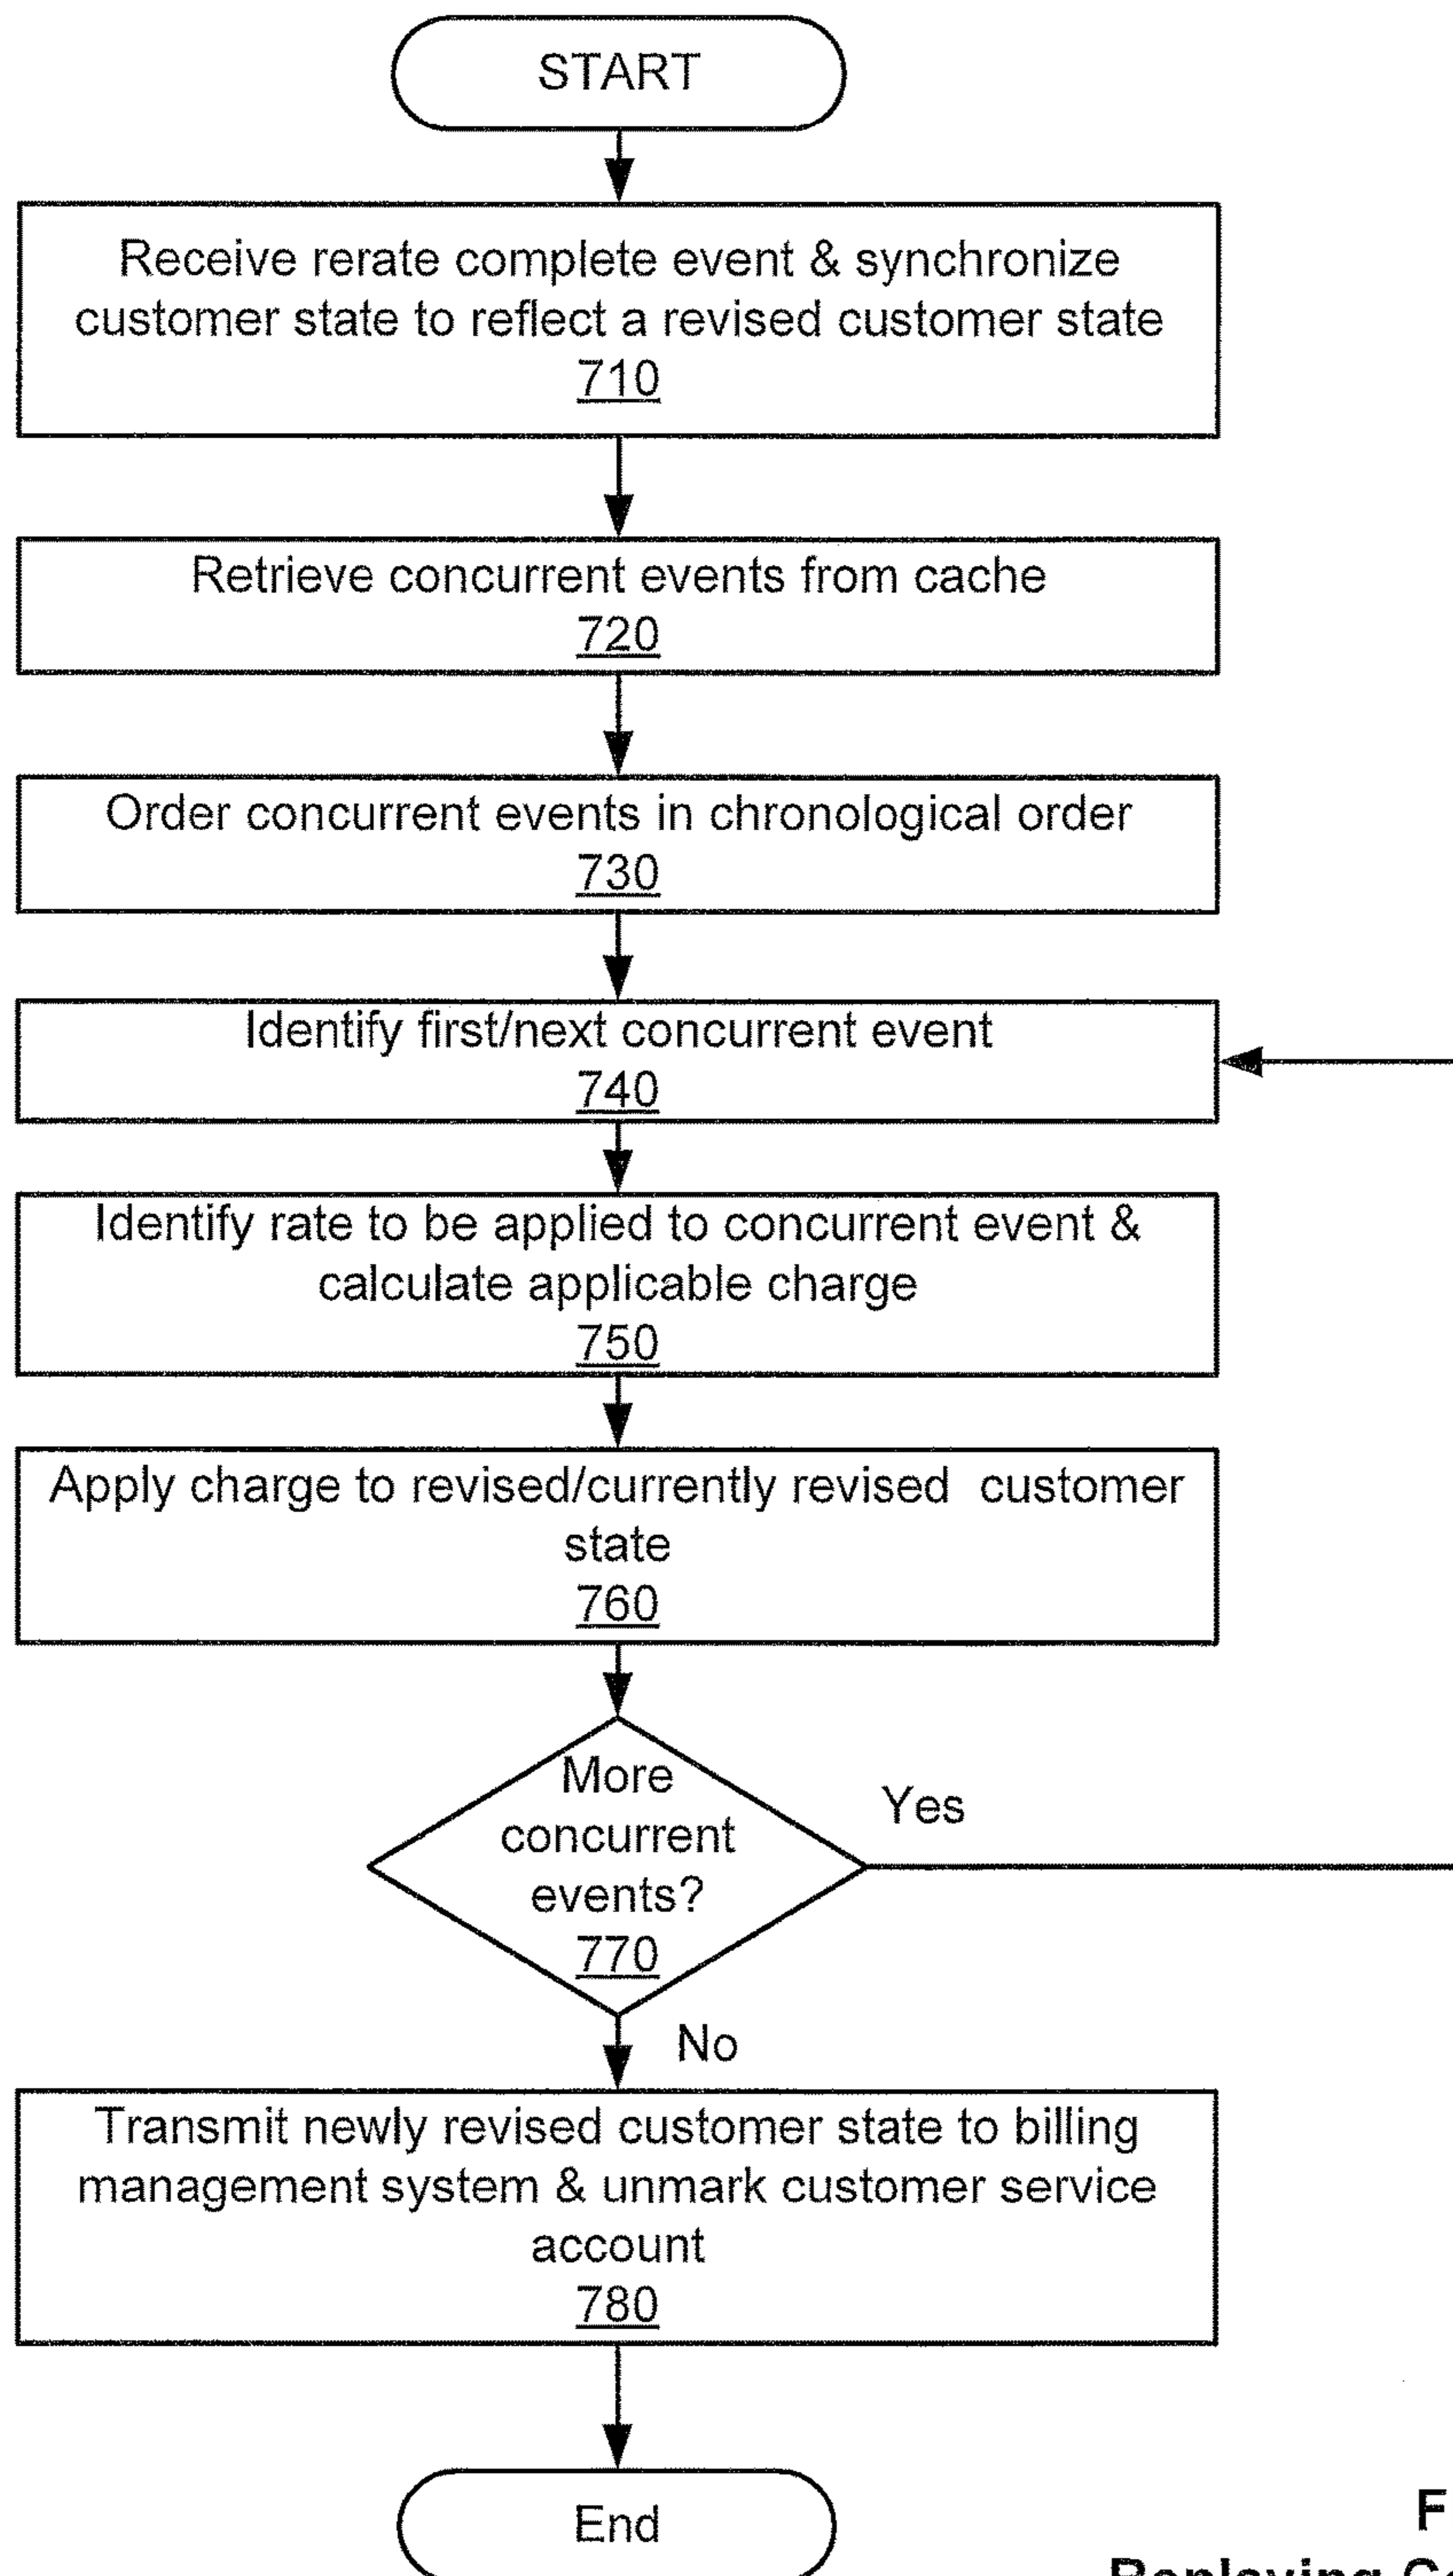 START
Receive rerate complete event & synchronize
customer state to reflect a revised customer state
710
Retrieve concurrent events from cache
720
Order concurrent events in chronological order
730
Identify first/next concurrent event
740
Identify rate to be applied to concurrent event &
calculate applicable charge
750
Apply charge to revised/currently revised customer
state
760
More
concurrent
events?
770
Yes
No
Transmit newly revised customer state to billing
management system & unmark customer service
account
780
End